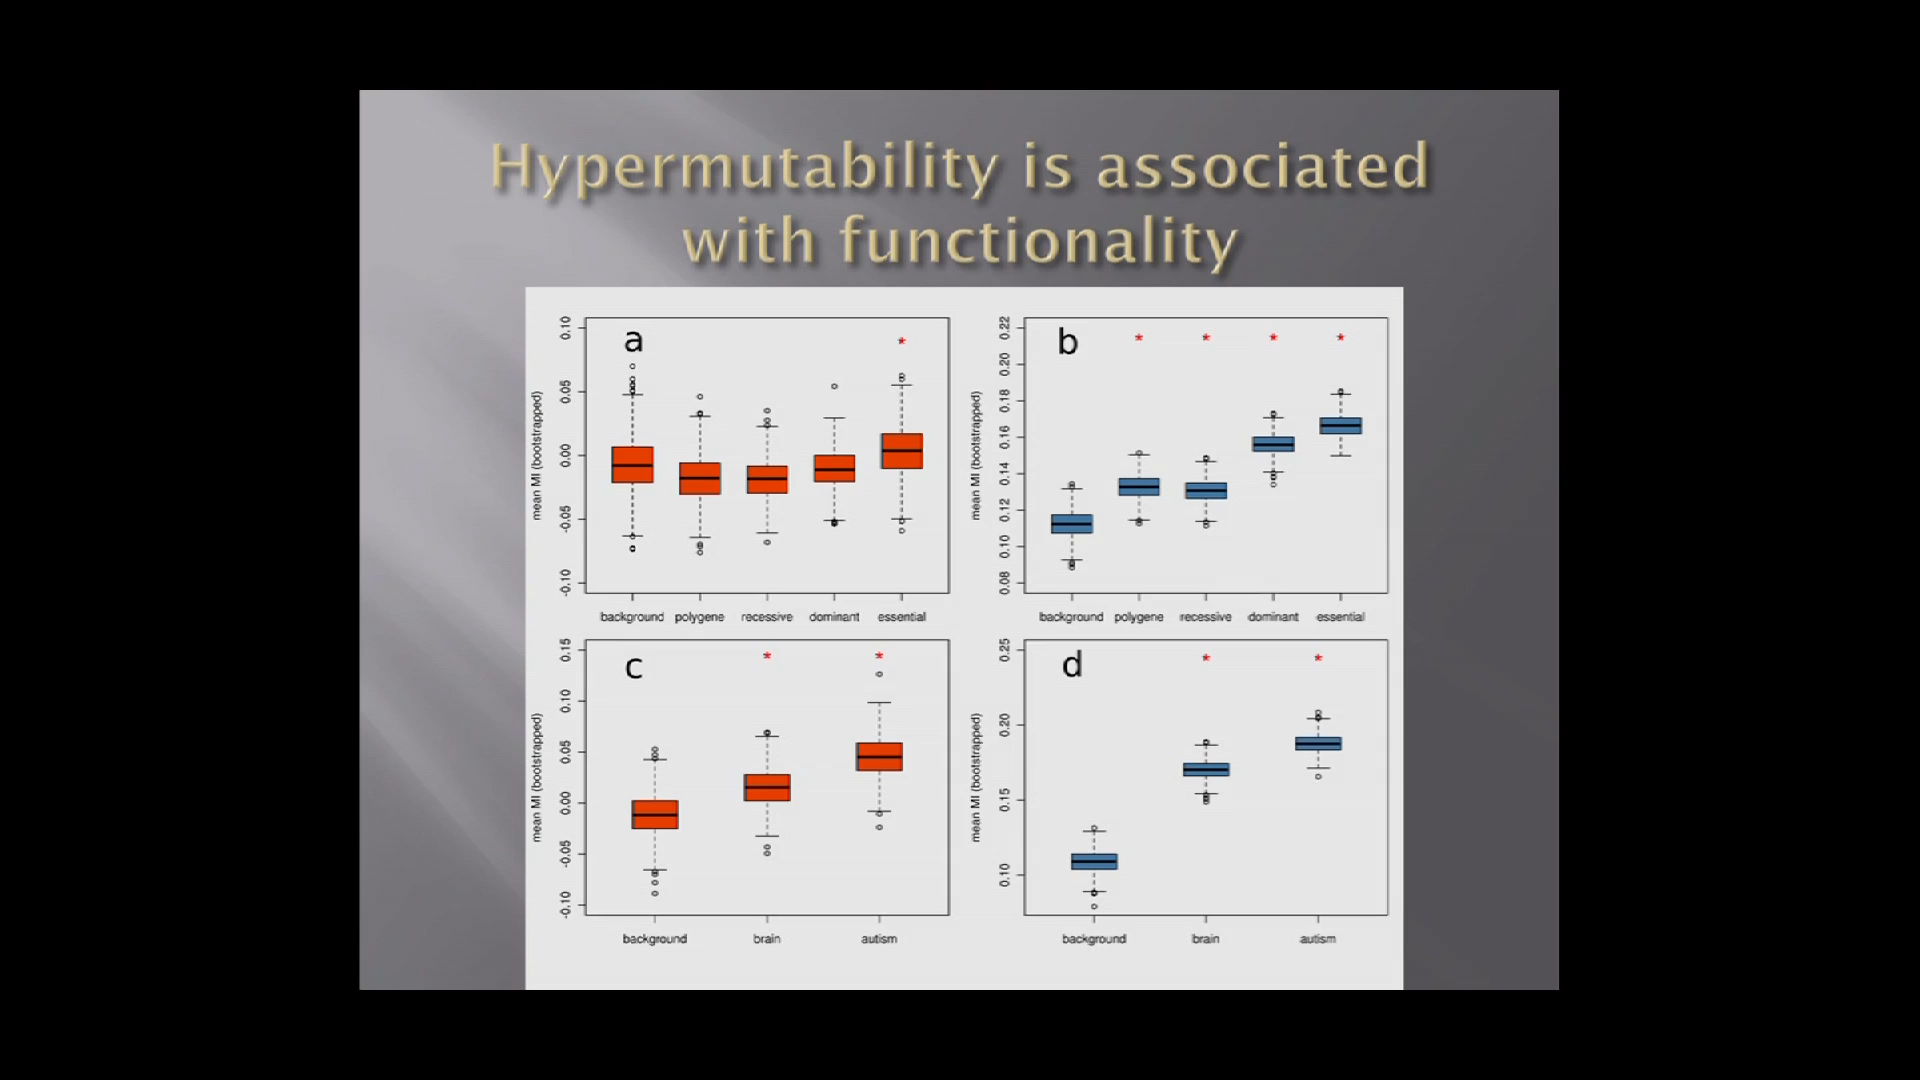 Hypermutability is associated
with functionality
a
mean MI (bootstrapped)
0.10
0.05
0.00
-0.05
-0.10
background polygene recessive dominant essential
*
b
mean MI (bootstrapped)
0.22
0.20
0.18
0.16
0.14
0.12
0.10
0.08
background polygene recessive dominant essential
* * * *
c
mean MI (bootstrapped)
0.15
0.10
0.05
0.00
-0.05
-0.10
background brain autism
* *
d
mean MI (bootstrapped)
0.25
0.20
0.15
0.10
background brain autism
* *